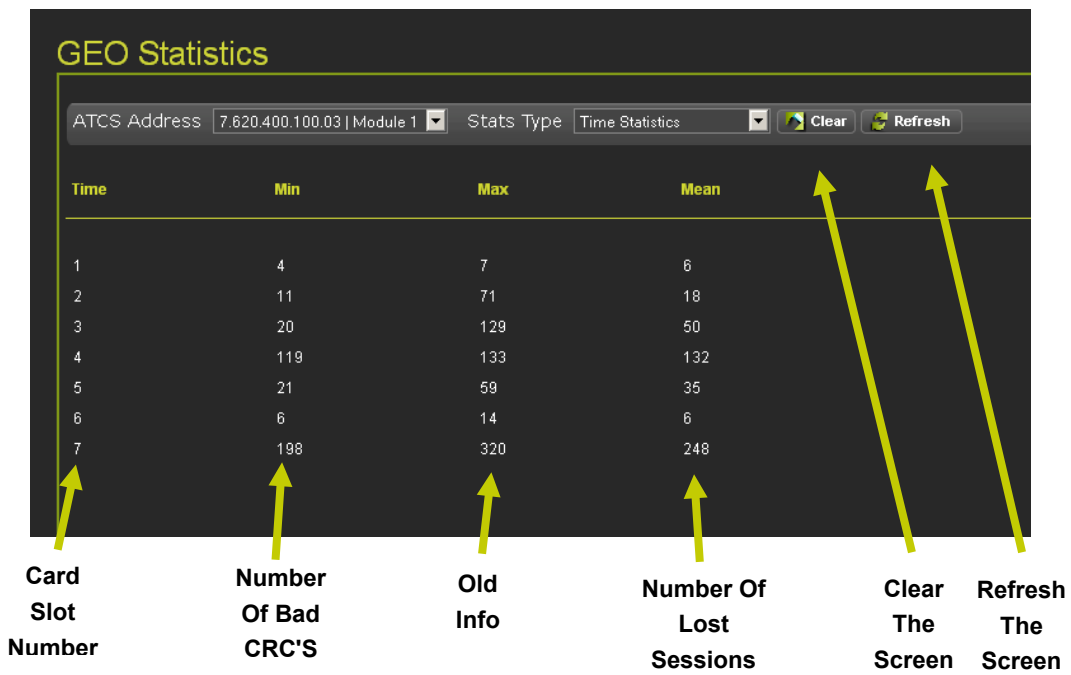 GEO Statistics
ATCS Address 7.620.400.100.03 | Module 1 Stats Type Time Statistics Clear Refresh
Time Min Max Mean
1 4 7 6
2 11 71 18
3 20 129 50
4 119 133 132
5 21 59 35
6 6 14 6
7 198 320 248
Card
Slot
Number
Number
Of Bad
CRC'S
Old
Info
Number Of
Lost
Sessions
Clear
The
Screen
Refresh
The
Screen